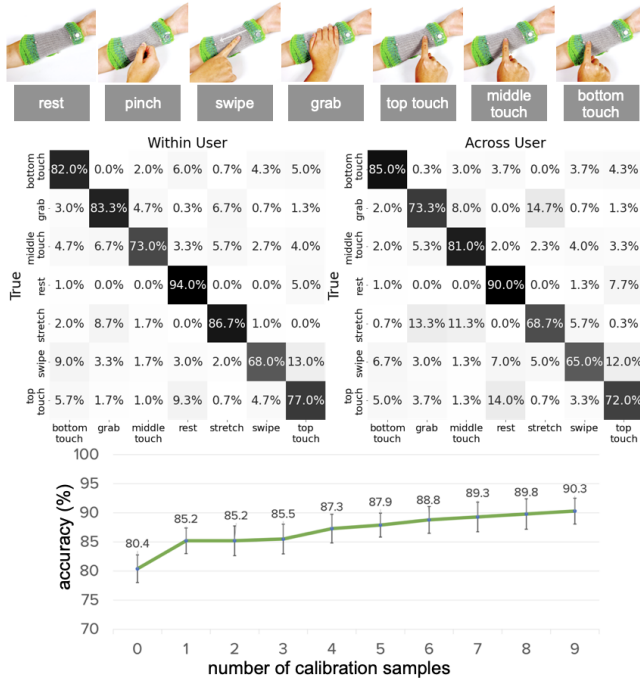 rest pinch swipe grab top touch middle touch bottom touch
Within User
bottom touch 82.0% 0.0% 2.0% 6.0% 0.7% 4.3% 5.0%
grab 3.0% 83.3% 4.7% 0.3% 6.7% 0.7% 1.3%
middle touch 4.7% 6.7% 73.0% 3.3% 5.7% 2.7% 4.0%
rest 1.0% 0.0% 0.0% 94.0% 0.0% 0.0% 5.0%
stretch 2.0% 8.7% 1.7% 0.0% 86.7% 1.0% 0.0%
swipe 9.0% 3.3% 1.7% 3.0% 2.0% 68.0% 13.0%
top touch 5.7% 1.7% 1.0% 9.3% 0.7% 4.7% 77.0%
True
bottom touch grab middle touch rest stretch swipe top touch
Across User
bottom touch 85.0% 0.3% 3.0% 3.7% 0.0% 3.7% 4.3%
grab 2.0% 73.3% 8.0% 0.0% 14.7% 0.7% 1.3%
middle touch 2.0% 5.3% 81.0% 2.0% 2.3% 4.0% 3.3%
rest 1.0% 0.0% 0.0% 90.0% 0.0% 1.3% 7.7%
stretch 0.7% 13.3% 11.3% 0.0% 68.7% 5.7% 0.3%
swipe 6.7% 3.0% 1.3% 7.0% 5.0% 65.0% 12.0%
top touch 5.0% 3.7% 1.3% 14.0% 0.7% 3.3% 72.0%
True
bottom touch grab middle touch rest stretch swipe top touch
accuracy (%)
100
95
90
85
80
75
70
80.4 85.2 85.2 85.5 87.3 87.9 88.8 89.3 89.8 90.3
0 1 2 3 4 5 6 7 8 9
number of calibration samples